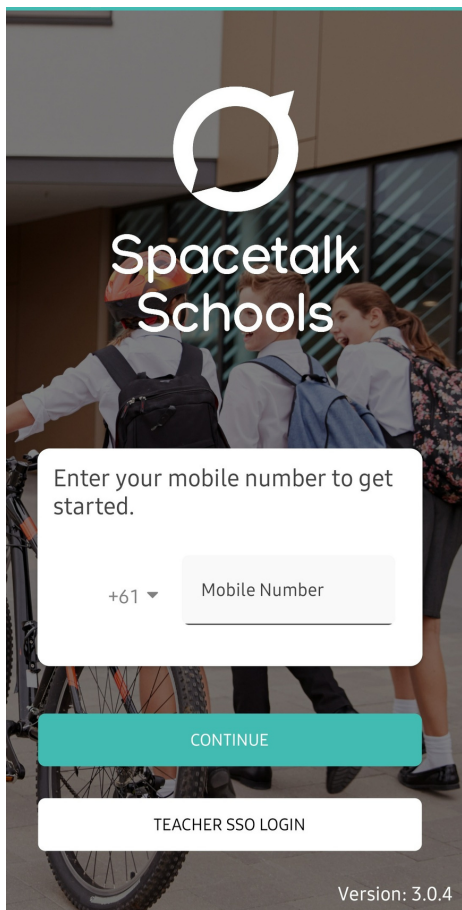 Spacetalk
Schools
Enter your mobile number to get
started.
+61
Mobile Number
CONTINUE
TEACHER SSO LOGIN
Version: 3.0.4